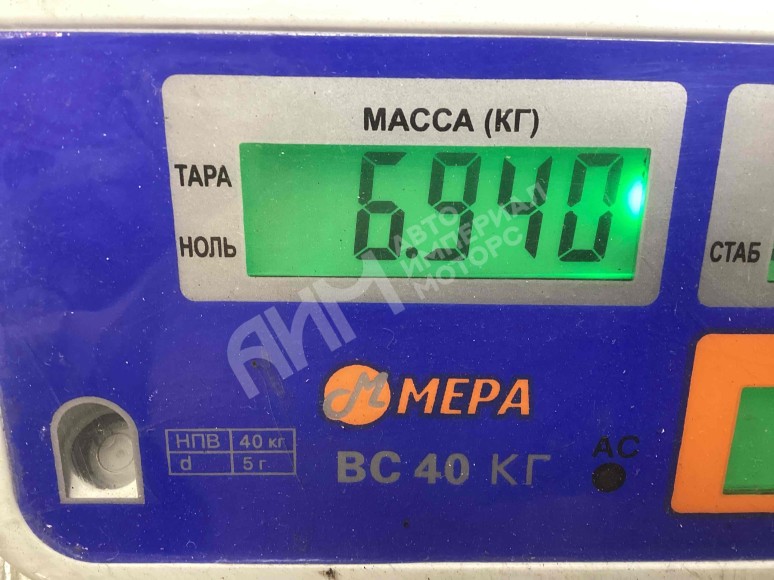 МАССА (КГ)
ТАРА
6.940
НОЛЬ
СТАБ
АИМ
АВТО
ИМПЕРИАЛ
МОТОРС
М МЕРА
НПВ 40 кг.
d 5 г.
ВС 40 КГ
АС